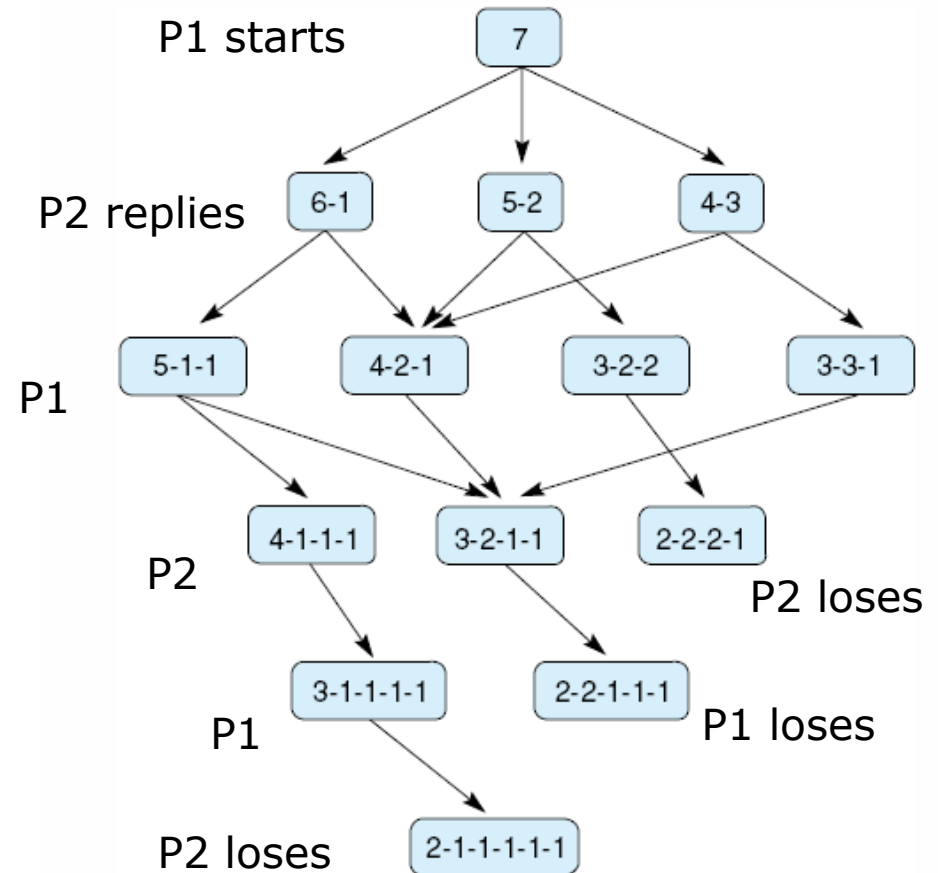 P1 starts
7
P2 replies
6-1
5-2
4-3
P1
5-1-1
4-2-1
3-2-2
3-3-1
P2
4-1-1-1
3-2-1-1
2-2-2-1
P2 loses
P1
3-1-1-1-1
2-2-1-1-1
P1 loses
P2 loses
2-1-1-1-1-1